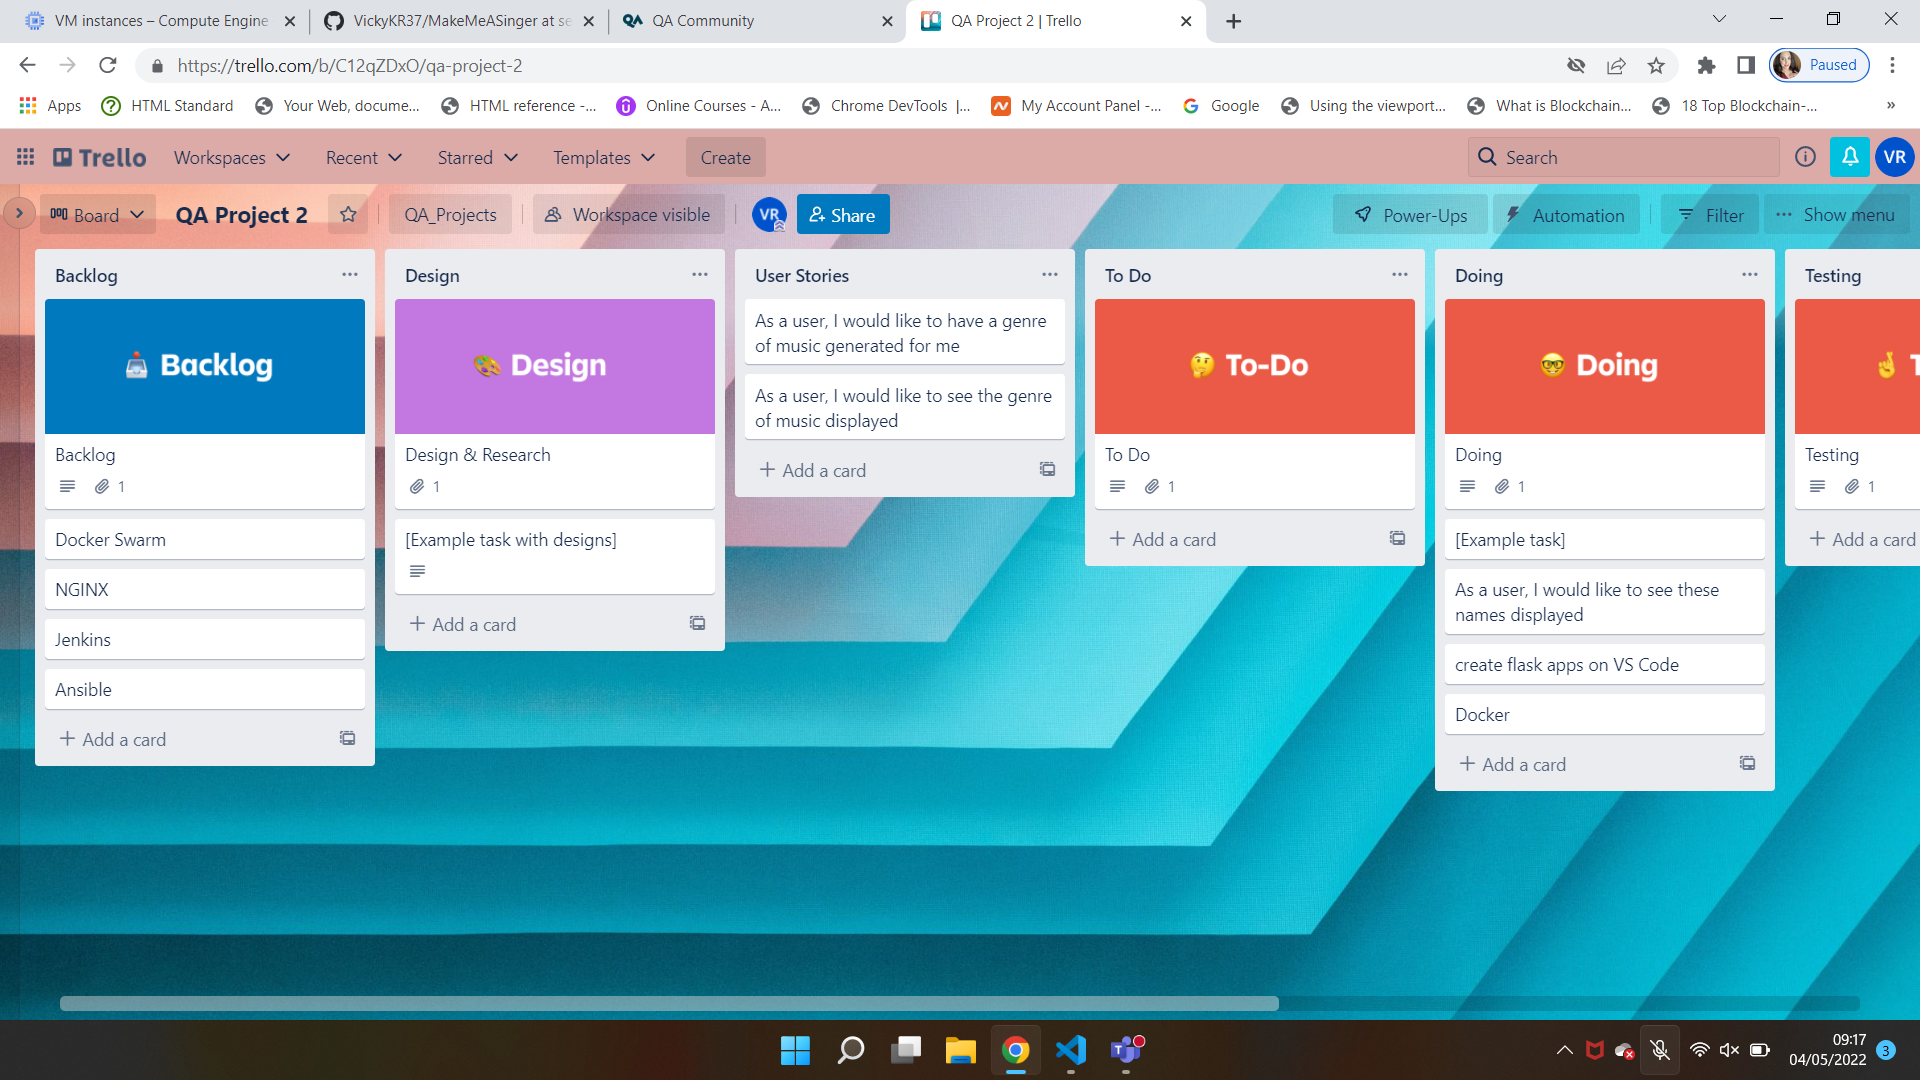 VM instances – Compute Engine
VickyKR37/MakeMeASinger at se
QA Community
QA Project 2 | Trello
https://trello.com/b/C12qZDxO/qa-project-2
Paused
Apps
HTML Standard
Your Web, docume...
HTML reference -...
Online Courses - A...
Chrome DevTools |...
My Account Panel -...
Google
Using the viewport...
What is Blockchain...
18 Top Blockchain-...
»
Trello
Workspaces
Recent
Starred
Templates
Create
Search
VR
Board
QA Project 2
QA_Projects
Workspace visible
VR
Share
Power-Ups
Automation
Filter
Show menu
Backlog
Backlog
Backlog
1
Docker Swarm
NGINX
Jenkins
Ansible
+ Add a card
Design
Design
Design & Research
1
[Example task with designs]
+ Add a card
User Stories
As a user, I would like to have a genre
of music generated for me
As a user, I would like to see the genre
of music displayed
+ Add a card
To Do
To-Do
To Do
1
+ Add a card
Doing
Doing
Doing
1
[Example task]
As a user, I would like to see these
names displayed
create flask apps on VS Code
Docker
+ Add a card
Testing
T
Testing
1
+ Add a card
09:17
04/05/2022
3